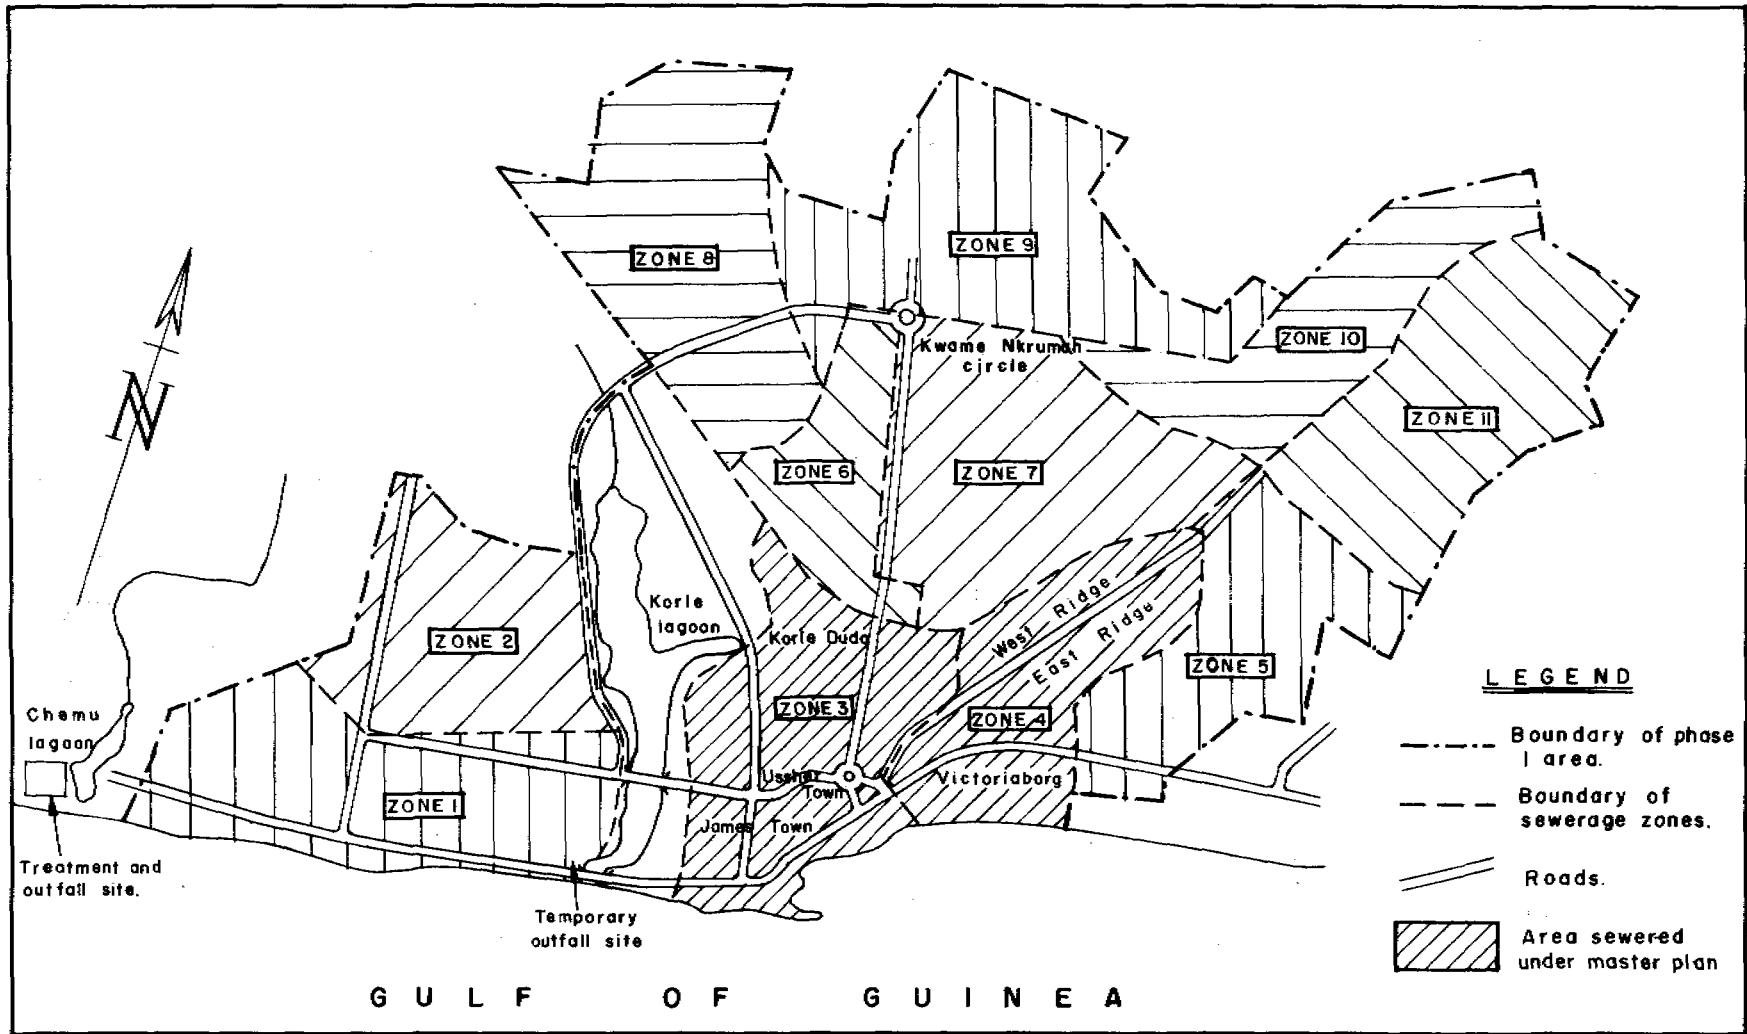 ZONE 8
ZONE 9
ZONE 10
ZONE 11
Kwame Nkrumah
circle
ZONE 6
ZONE 7
N
Korle
lagoon
Korle Dudo
West Ridge
East Ridge
ZONE 2
ZONE 5
ZONE 3
ZONE 4
Chemu
lagoon
ZONE 1
Ussher
Town
Victoriaborg
James Town
Treatment and
outfall site.
Temporary
outfall site
GULF OF GUINEA
LEGEND
Boundary of phase
1 area.
Boundary of
sewerage zones.
Roads.
Area sewered
under master plan